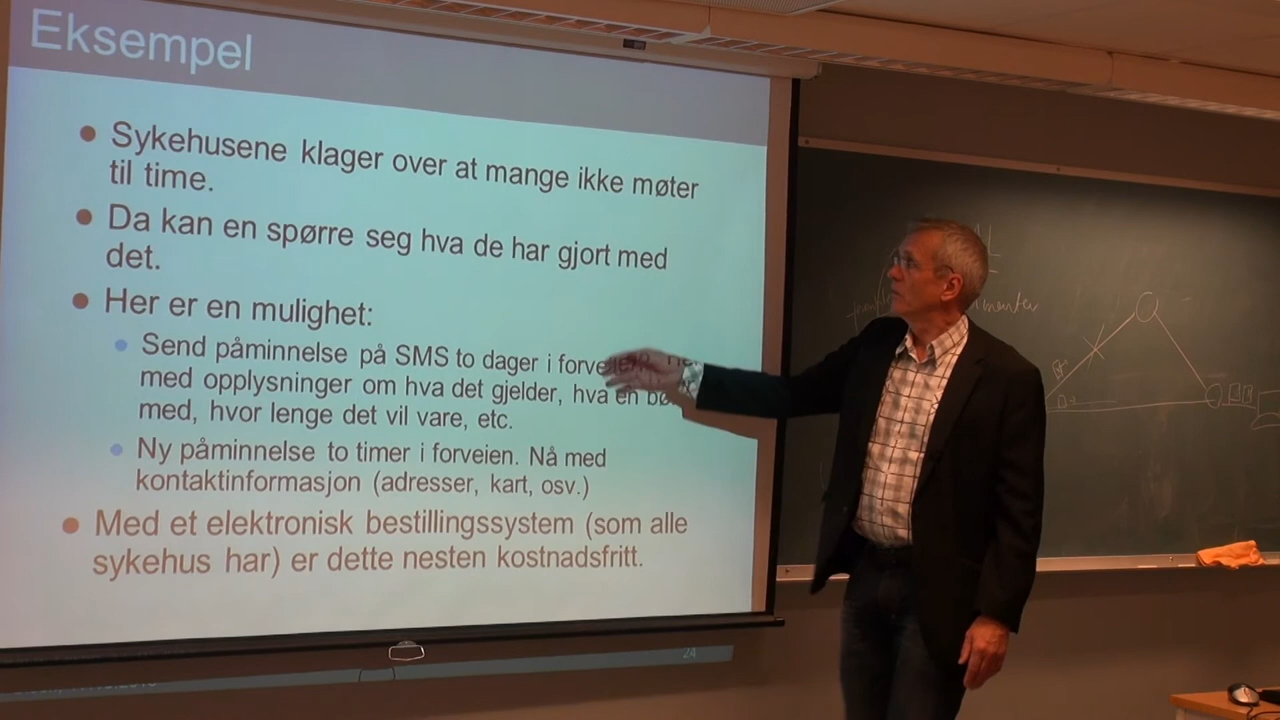 Eksempel
Sykehusene klager over at mange ikke møter
til time.
Da kan en spørre seg hva de har gjort med
det.
Her er en mulighet:
Send påminnelse på SMS to dager i forveien.
med opplysninger om hva det gjelder, hva en
med, hvor lenge det vil vare, etc.
Ny påminnelse to timer i forveien. Nå med
kontaktinformasjon (adresser, kart, osv.)
Med et elektronisk bestillingssystem (som alle
sykehus har) er dette nesten kostnadsfritt.
24